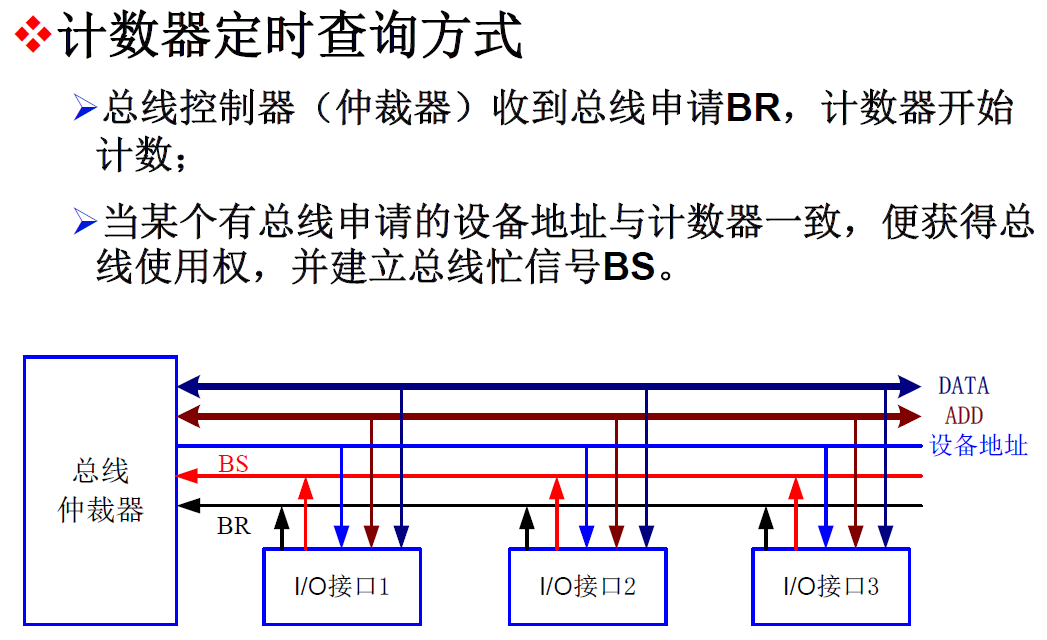 计数器定时查询方式
总线控制器（仲裁器）收到总线申请BR，计数器开始
计数；
当某个有总线申请的设备地址与计数器一致，便获得总
线使用权，并建立总线忙信号BS。
DATA
ADD
设备地址
BS
总线
仲裁器
BR
I/O接口1
I/O接口2
I/O接口3